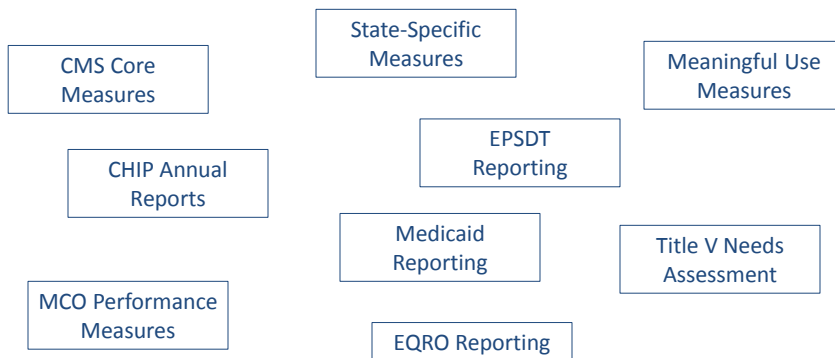 State-Specific
Measures
CMS Core
Measures
Meaningful Use
Measures
EPSDT
Reporting
CHIP Annual
Reports
Medicaid
Reporting
Title V Needs
Assessment
MCO Performance
Measures
EQRO Reporting